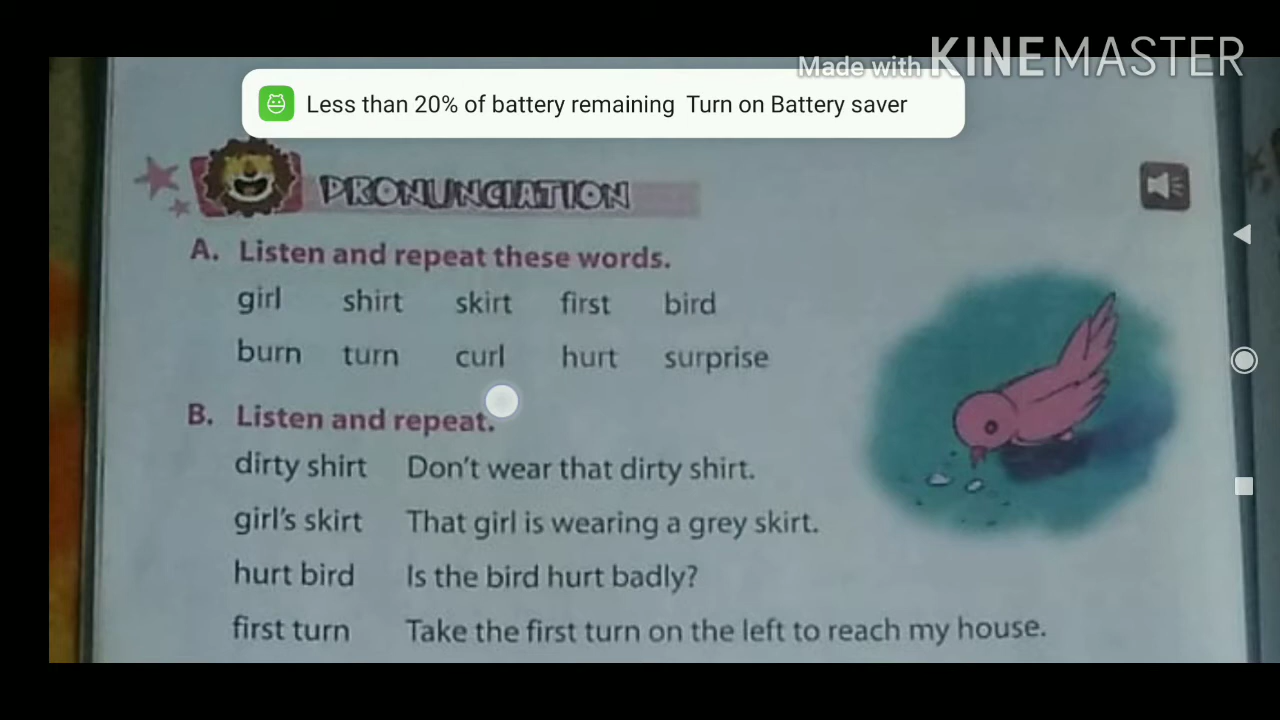 Made with KINEMASTER
Less than 20% of battery remaining Turn on Battery saver
PRONUNCIATION
A. Listen and repeat these words.
girl shirt skirt first bird
burn turn curl hurt surprise
B. Listen and repeat.
dirty shirt Don't wear that dirty shirt.
girl's skirt That girl is wearing a grey skirt.
hurt bird Is the bird hurt badly?
first turn Take the first turn on the left to reach my house.